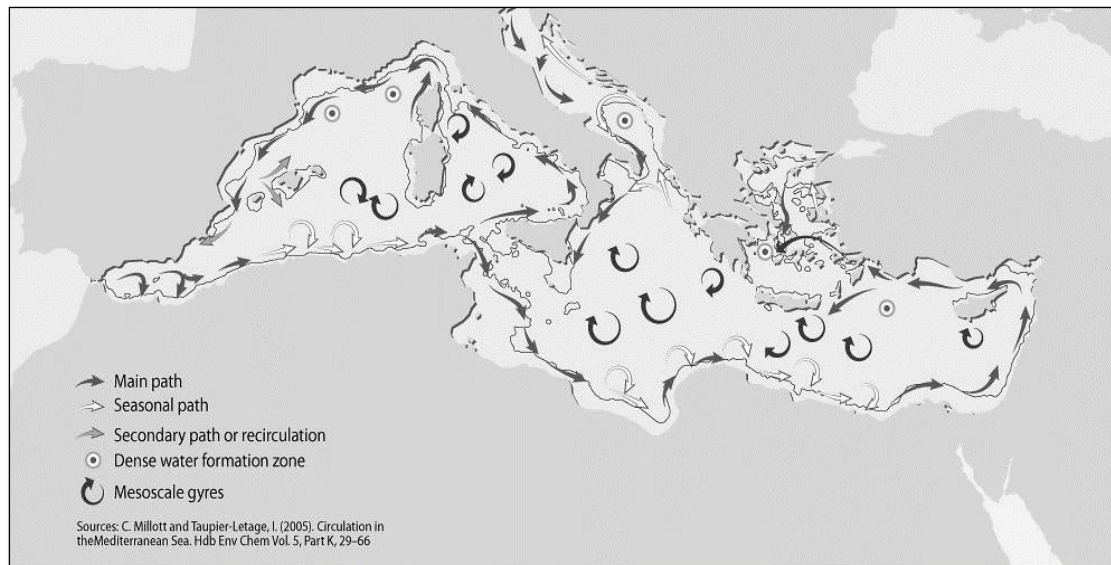 Main path
Seasonal path
Secondary path or recirculation
Dense water formation zone
Mesoscale gyres
Sources: C. Millott and Taupier-Letage, I. (2005). Circulation in
theMediterranean Sea. Hdb Env Chem Vol. 5, Part K, 29–66